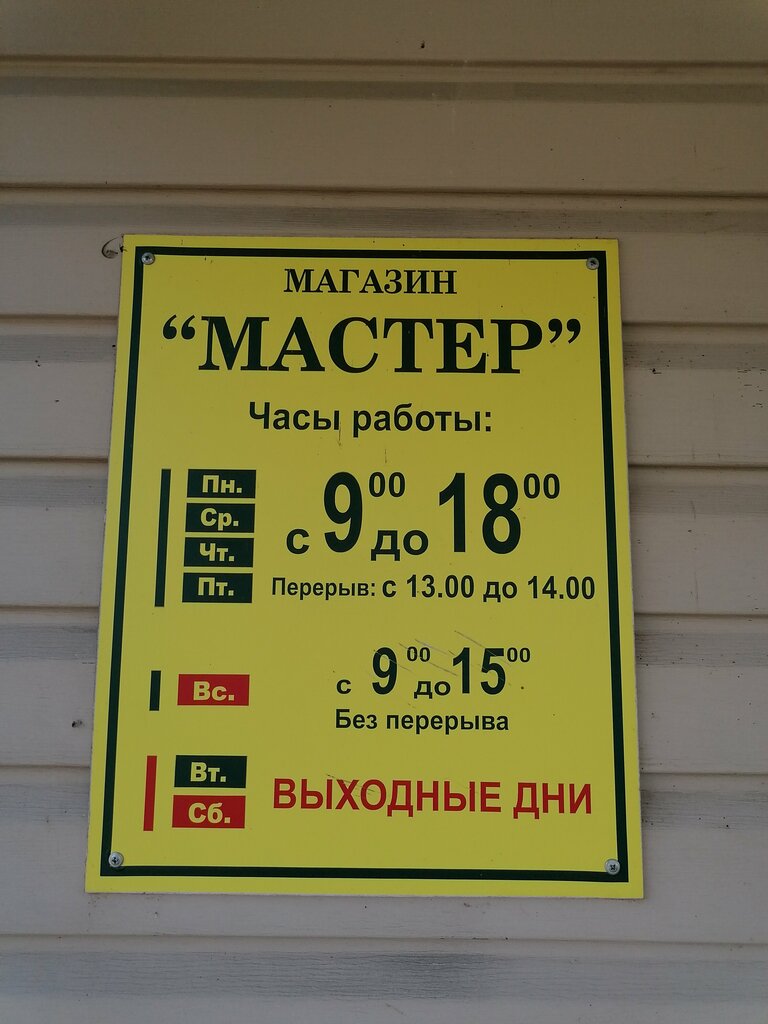 МАГАЗИН
“МАСТЕР”
Часы работы:
Пн.
Ср.
Чт.
Пт.
с 9 00 до 18 00
Перерыв: с 13.00 до 14.00
Вс.
с 9 00 до 15 00
Без перерыва
Вт.
Сб.
ВЫХОДНЫЕ ДНИ